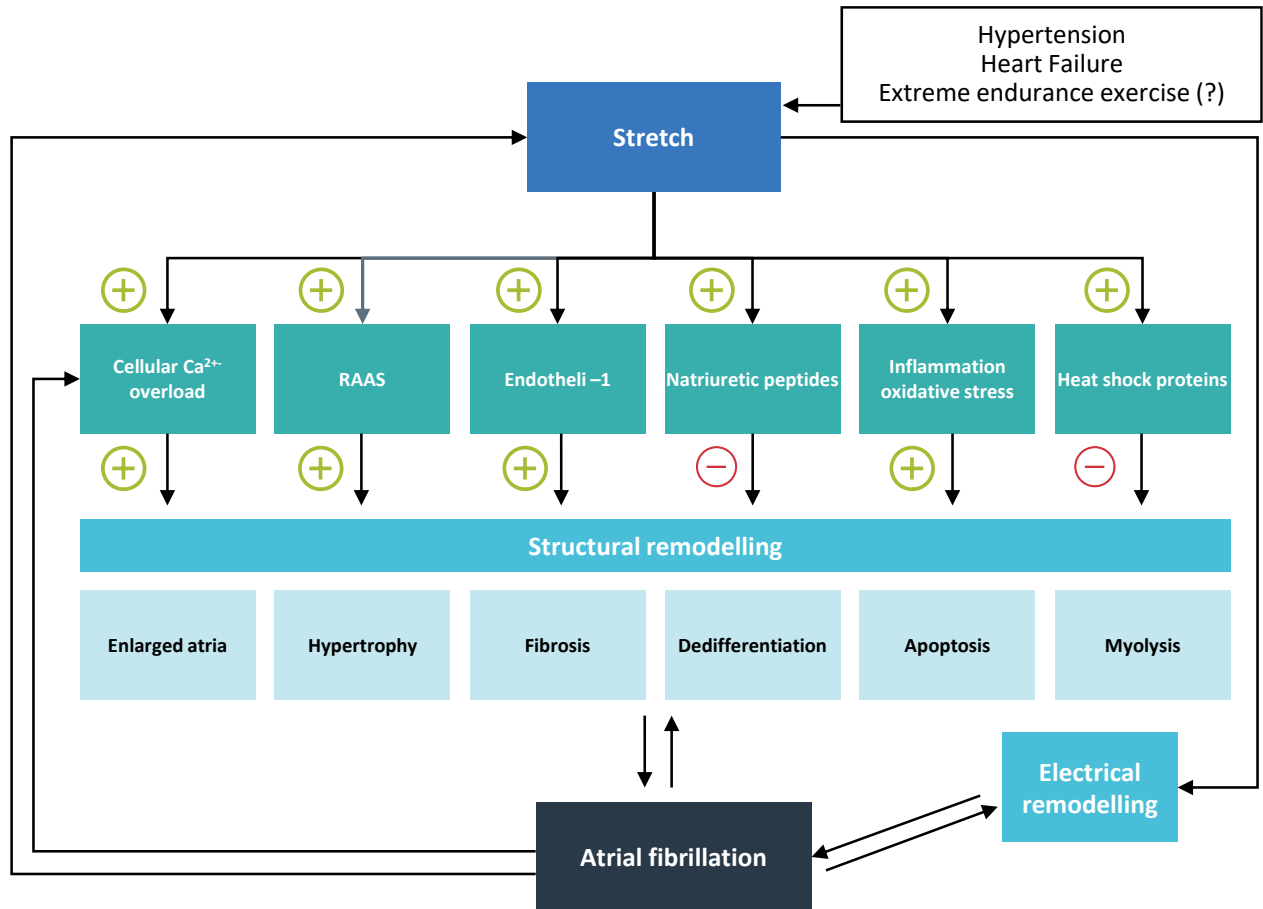 Hypertension
Heart Failure
Extreme endurance exercise (?)
Stretch
Cellular Ca²⁺-
overload
RAAS
Endotheli –1
Natriuretic peptides
Inflammation
oxidative stress
Heat shock proteins
Structural remodelling
Enlarged atria
Hypertrophy
Fibrosis
Dedifferentiation
Apoptosis
Myolysis
Electrical
remodelling
Atrial fibrillation